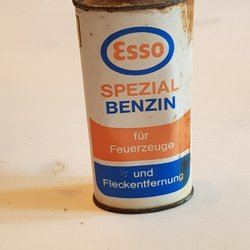 Esso
SPEZIAL
BENZIN
für
Feuerzeuge
und
Fleckentfernung